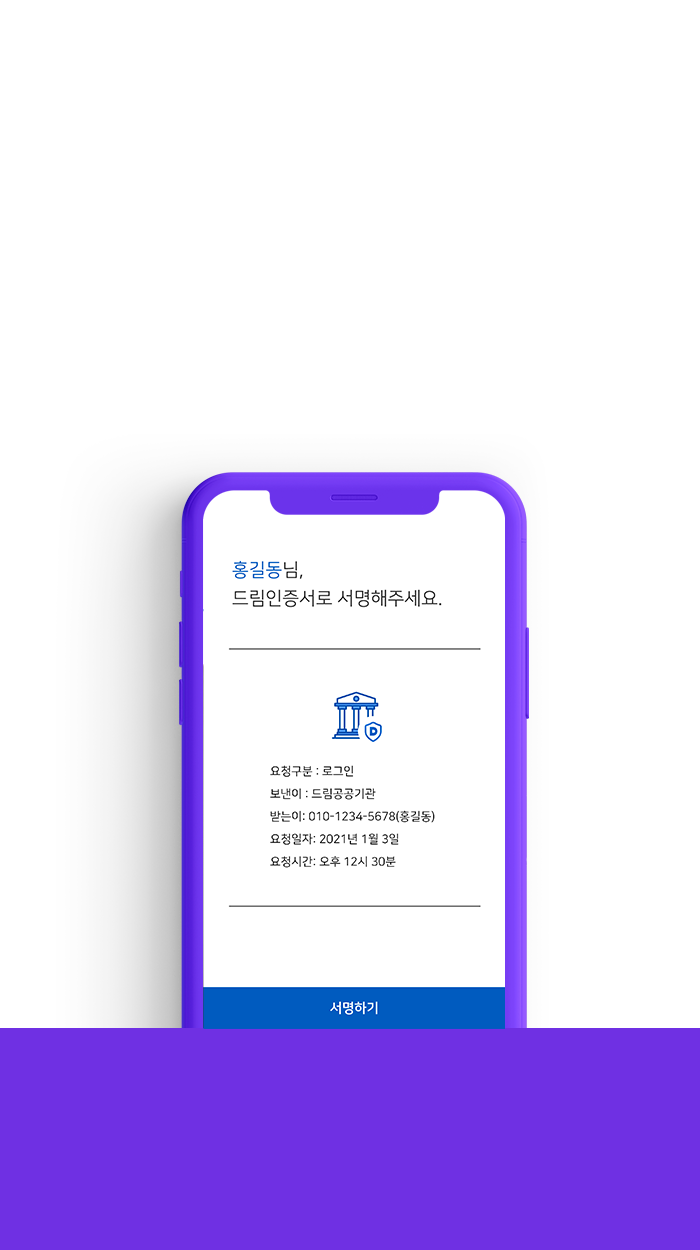 홍길동님,
드림인증서로 서명해주세요.
D
요청구분 : 로그인
보낸이 : 드림공공기관
받는이: 010-1234-5678(홍길동)
요청일자: 2021년 1월 3일
요청시간: 오후 12시 30분
서명하기